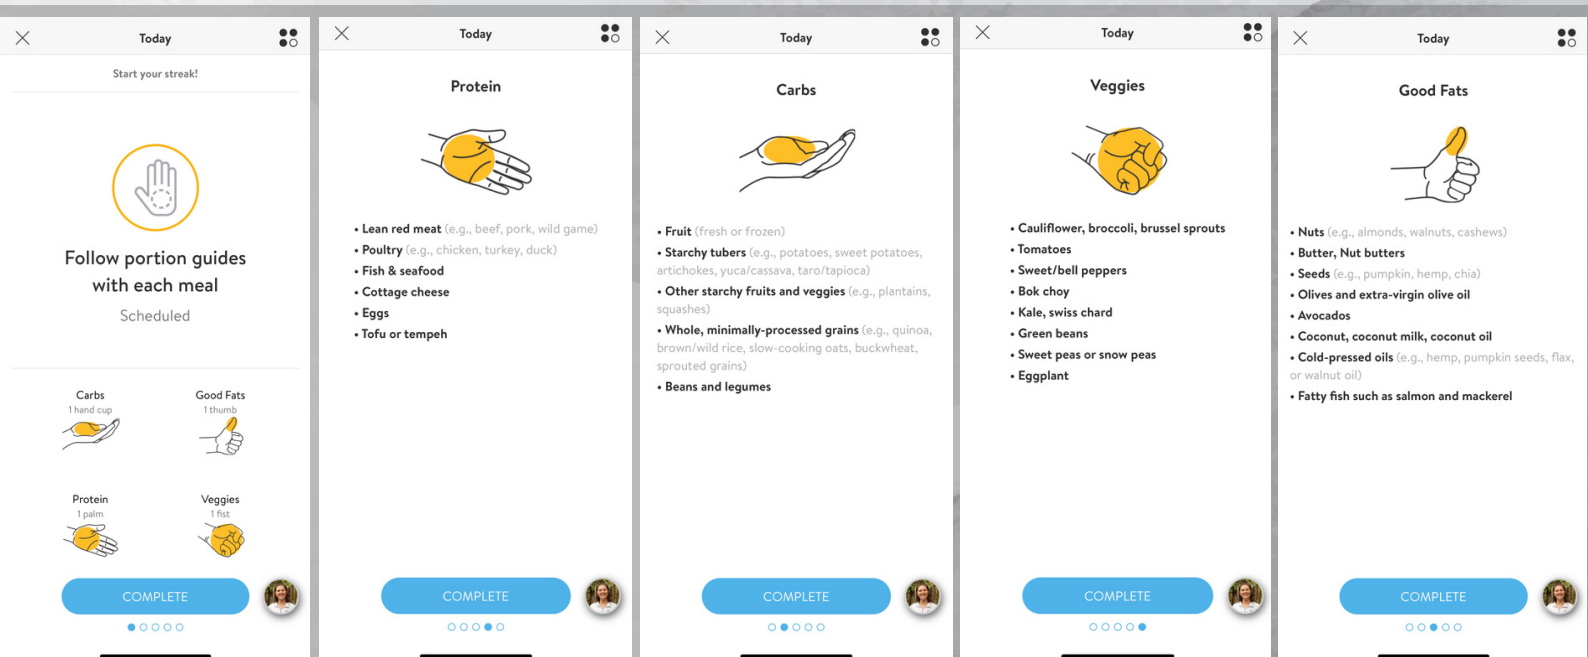 Today
Start your streak!
Follow portion guides
with each meal
Scheduled
Carbs
1 hand cup
Good Fats
1 thumb
Protein
1 palm
Veggies
1 fist
COMPLETE
Today
Protein
• Lean red meat (e.g., beef, pork, wild game)
• Poultry (e.g., chicken, turkey, duck)
• Fish & seafood
• Cottage cheese
• Eggs
• Tofu or tempeh
COMPLETE
Today
Carbs
• Fruit (fresh or frozen)
• Starchy tubers (e.g., potatoes, sweet potatoes,
artichokes, yuca/cassava, taro/tapioca)
• Other starchy fruits and veggies (e.g., plantains,
squashes)
• Whole, minimally-processed grains (e.g., quinoa,
brown/wild rice, slow-cooking oats, buckwheat,
sprouted grains)
• Beans and legumes
COMPLETE
Today
Veggies
• Cauliflower, broccoli, brussel sprouts
• Tomatoes
• Sweet/bell peppers
• Bok choy
• Kale, swiss chard
• Green beans
• Sweet peas or snow peas
• Eggplant
COMPLETE
Today
Good Fats
• Nuts (e.g., almonds, walnuts, cashews)
• Butter, Nut butters
• Seeds (e.g., pumpkin, hemp, chia)
• Olives and extra-virgin olive oil
• Avocados
• Coconut, coconut milk, coconut oil
• Cold-pressed oils (e.g., hemp, pumpkin seeds, flax,
or walnut oil)
• Fatty fish such as salmon and mackerel
COMPLETE